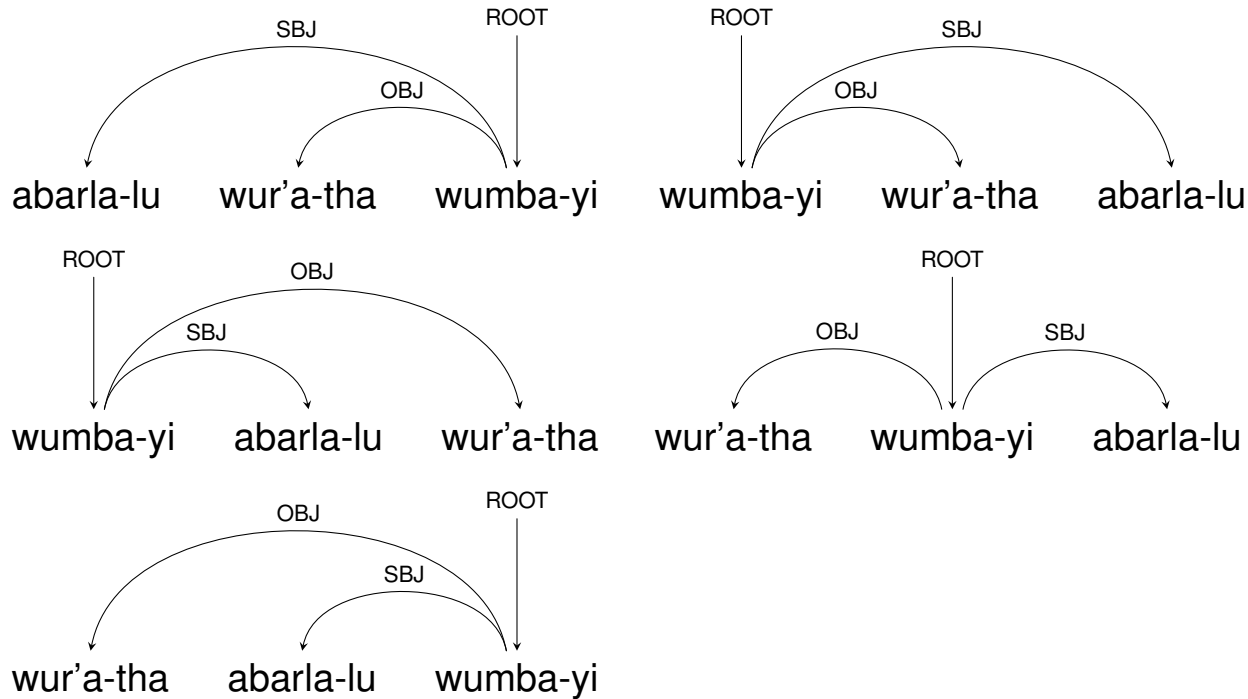 SBJ ROOT
OBJ
abarla-lu wur'a-tha wumba-yi
ROOT SBJ
OBJ
wumba-yi wur'a-tha abarla-lu
ROOT OBJ
SBJ
wumba-yi abarla-lu wur'a-tha
ROOT
OBJ SBJ
wur'a-tha wumba-yi abarla-lu
OBJ ROOT
SBJ
wur'a-tha abarla-lu wumba-yi